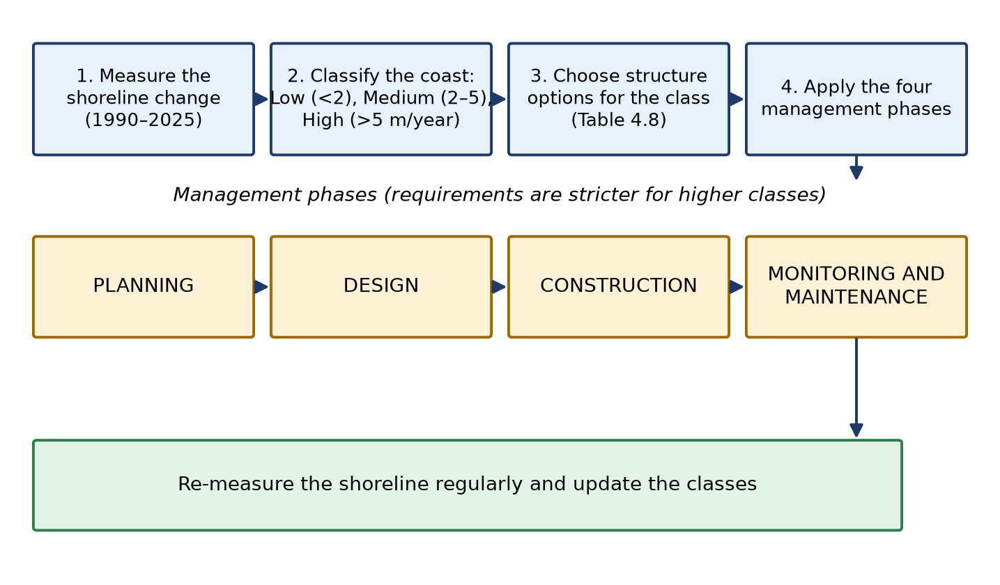 1. Measure the
shoreline change
(1990–2025)
2. Classify the coast:
Low (<2), Medium (2–5),
High (>5 m/year)
3. Choose structure
options for the class
(Table 4.8)
4. Apply the four
management phases
Management phases (requirements are stricter for higher classes)
PLANNING
DESIGN
CONSTRUCTION
MONITORING AND
MAINTENANCE
Re-measure the shoreline regularly and update the classes